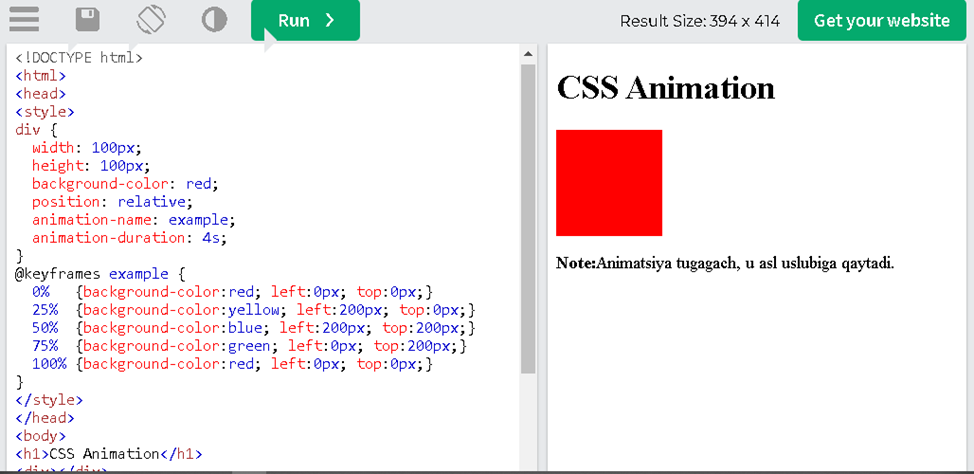 Run
Result Size: 394 x 414
Get your website
<!DOCTYPE html>
<html>
<head>
<style>
div {
  width: 100px;
  height: 100px;
  background-color: red;
  position: relative;
  animation-name: example;
  animation-duration: 4s;
}
@keyframes example {
  0%   {background-color:red; left:0px; top:0px;}
  25%  {background-color:yellow; left:200px; top:0px;}
  50%  {background-color:blue; left:200px; top:200px;}
  75%  {background-color:green; left:0px; top:200px;}
  100% {background-color:red; left:0px; top:0px;}
}
</style>
</head>
<body>
<h1>CSS Animation</h1>
<div></div>
CSS Animation
Note:Animatsiya tugagach, u asl uslubiga qaytadi.